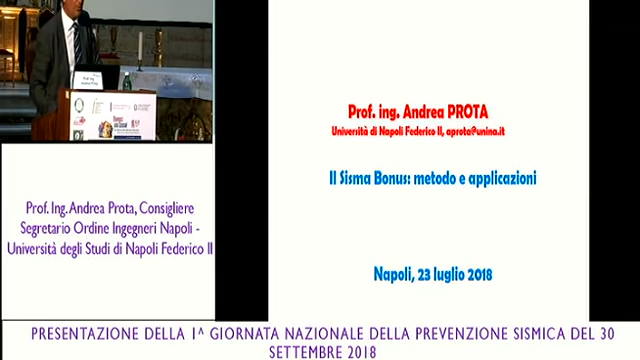 Prof. ing. Andrea PROTA
Università di Napoli Federico II, aprota@unina.it
Il Sisma Bonus: metodo e applicazioni
Napoli, 23 luglio 2018
Prof. Ing. Andrea Prota, Consigliere
Segretario Ordine Ingegneri Napoli -
Università degli Studi di Napoli Federico II
PRESENTAZIONE DELLA 1^ GIORNATA NAZIONALE DELLA PREVENZIONE SISMICA DEL 30
SETTEMBRE 2018